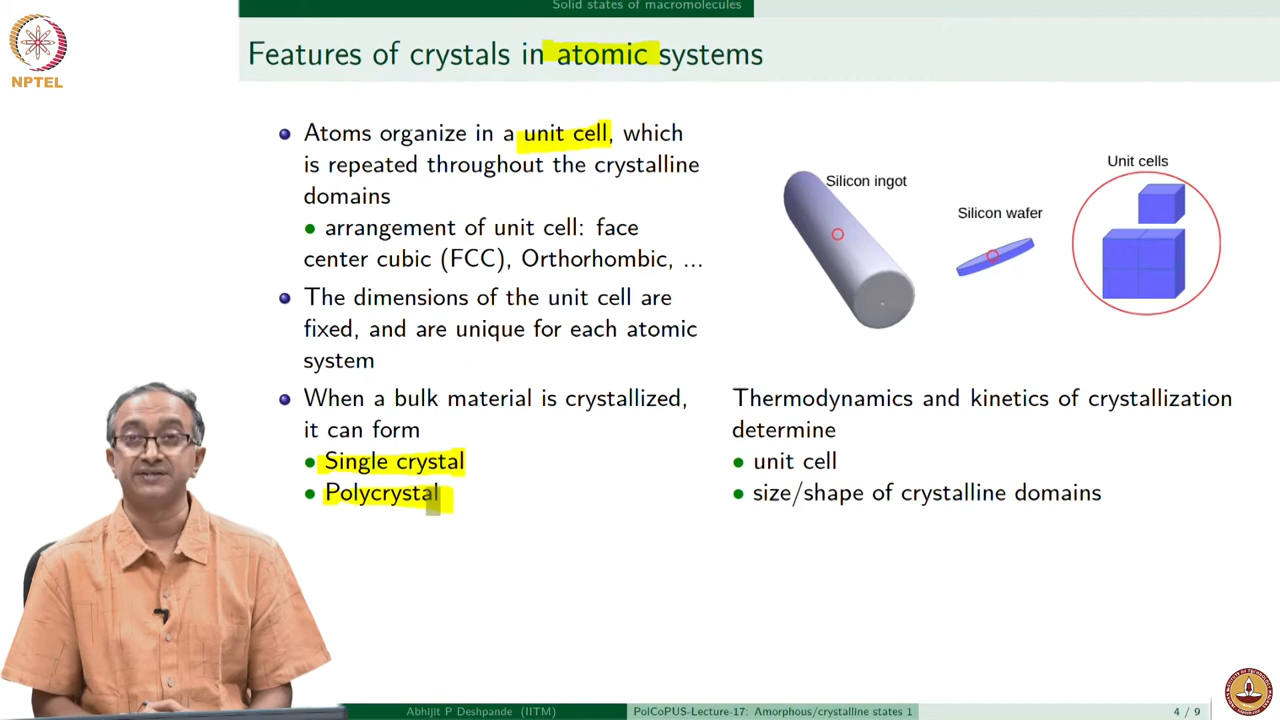 Solid states of macromolecules
NPTEL
Features of crystals in atomic systems
Atoms organize in a unit cell, which
is repeated throughout the crystalline
domains
arrangement of unit cell: face
center cubic (FCC), Orthorhombic, ...
The dimensions of the unit cell are
fixed, and are unique for each atomic
system
When a bulk material is crystallized,
it can form
Single crystal
Polycrystal
Silicon ingot
Silicon wafer
Unit cells
Thermodynamics and kinetics of crystallization
determine
unit cell
size/shape of crystalline domains
Abhijit P Deshpande (IITM)
PolCoPUS-Lecture-17: Amorphous/crystalline states 1
4 / 9